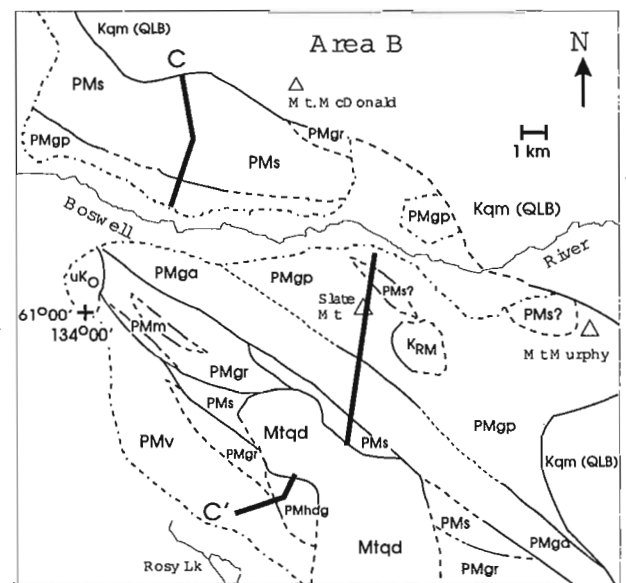 Kqm (QLB)
Area B
N
C
PMs
Mt. McDonald
PMgr
1 km
PMgp
PMs
Kqm (QLB)
PMgp
Boswell
River
uKO
PMga
PMgp
PMs?
Slate
Mt
PMs?
61°00'
134°00'
PMm
KRM
Mt Murphy
PMgr
PMs
Mtqd
PMs
PMgp
PMv
PMgr
Kqm (QLB)
C'
PMhdg
PMs
Mtqd
PMga
Rosy Lk
PMgr